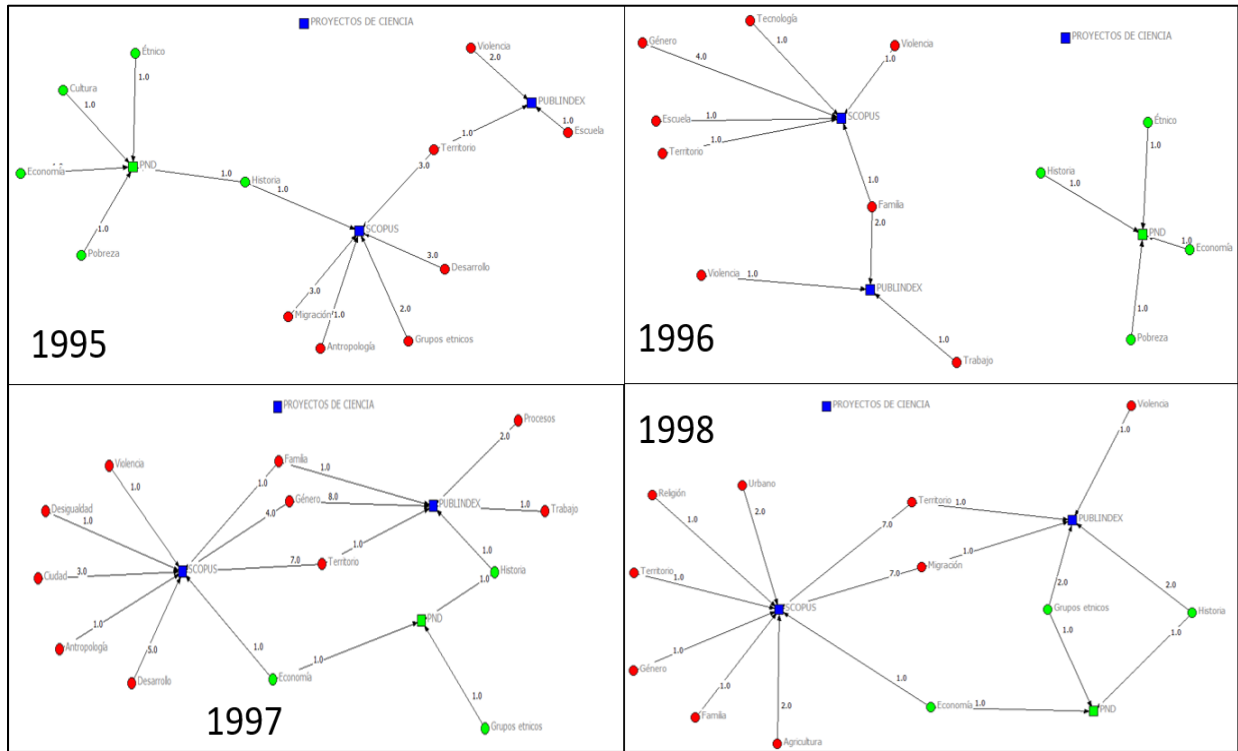 PROYECTOS DE CIENCIA
Violencia
2.0
Étnico
1.0
Cultura
1.0
PUBLINDEX
1.0
Escuela
1.0
Territorio
3.0
Economía
PND
1.0
Historia
1.0
SCOPUS
1.0
Pobreza
3.0
Desarrollo
3.0
Migración
1.0
Antropología
2.0
Grupos etnicos
1995
Tecnología
1.0
Género
4.0
Violencia
1.0
PROYECTOS DE CIENCIA
Escuela
1.0
SCOPUS
Territorio
1.0
Étnico
1.0
Historia
1.0
1.0
Familia
2.0
PND
1.0
Economía
Violencia
1.0
PUBLINDEX
1.0
Pobreza
1.0
Trabajo
1996
PROYECTOS DE CIENCIA
Procesos
2.0
Violencia
1.0
Familia
1.0
1.0
Desigualdad
1.0
Género
8.0
4.0
PUBLINDEX
1.0
Trabajo
Ciudad
3.0
SCOPUS
7.0
Territorio
1.0
1.0
Historia
1.0
Antropología
1.0
PND
Desarrollo
5.0
1.0
Economía
1.0
1.0
Grupos etnicos
1997
PROYECTOS DE CIENCIA
1998
Violencia
1.0
Religión
1.0
Urbano
2.0
Territorio
1.0
7.0
PUBLINDEX
Territorio
1.0
Migración
1.0
7.0
SCOPUS
Grupos etnicos
2.0
1.0
Historia
2.0
1.0
Género
1.0
Familia
1.0
Agricultura
2.0
1.0
Economía
1.0
PND